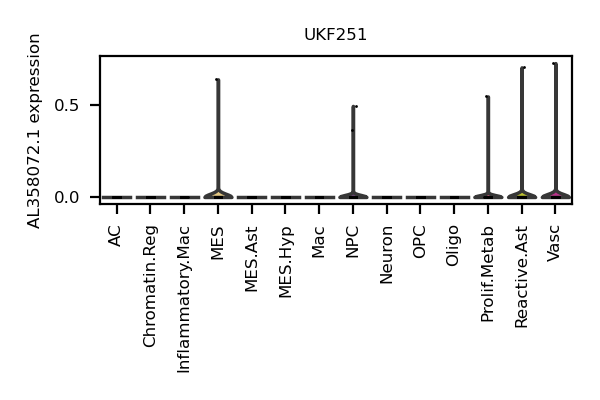 UKF251
AL358072.1 expression
0.5
0.0
AC
Chromatin.Reg
Inflammatory.Mac
MES
MES.Ast
MES.Hyp
Mac
NPC
Neuron
OPC
Oligo
Prolif.Metab
Reactive.Ast
Vasc